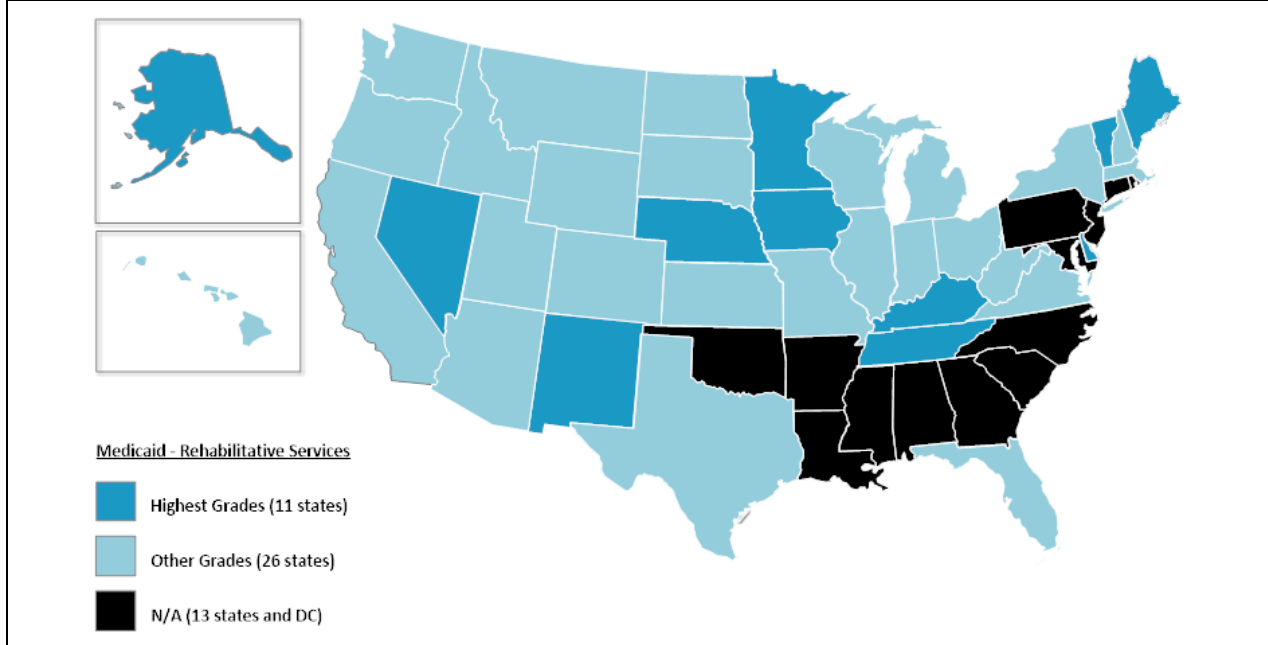 Medicaid - Rehabilitative Services
Highest Grades (11 states)
Other Grades (26 states)
N/A (13 states and DC)